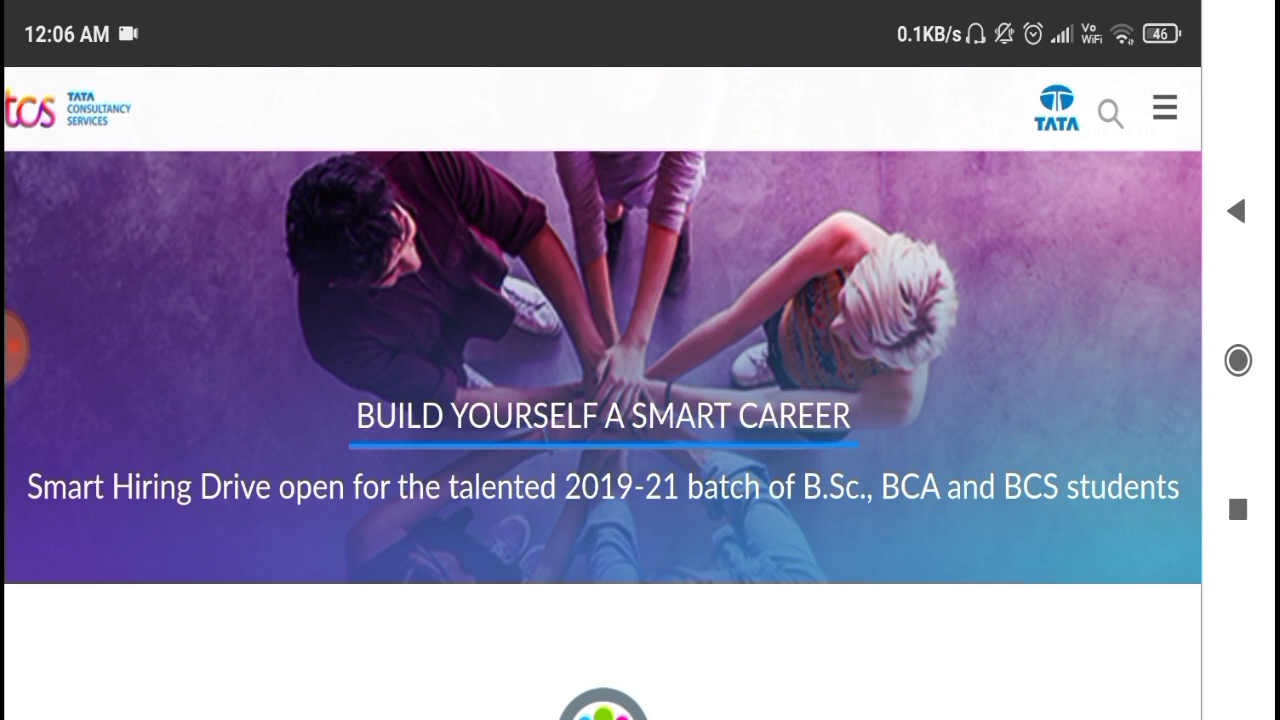 12:06 AM
0.1KB/s
Vo
WiFi
46
tcs
TATA
CONSULTANCY
SERVICES
TATA
BUILD YOURSELF A SMART CAREER
Smart Hiring Drive open for the talented 2019-21 batch of B.Sc., BCA and BCS students